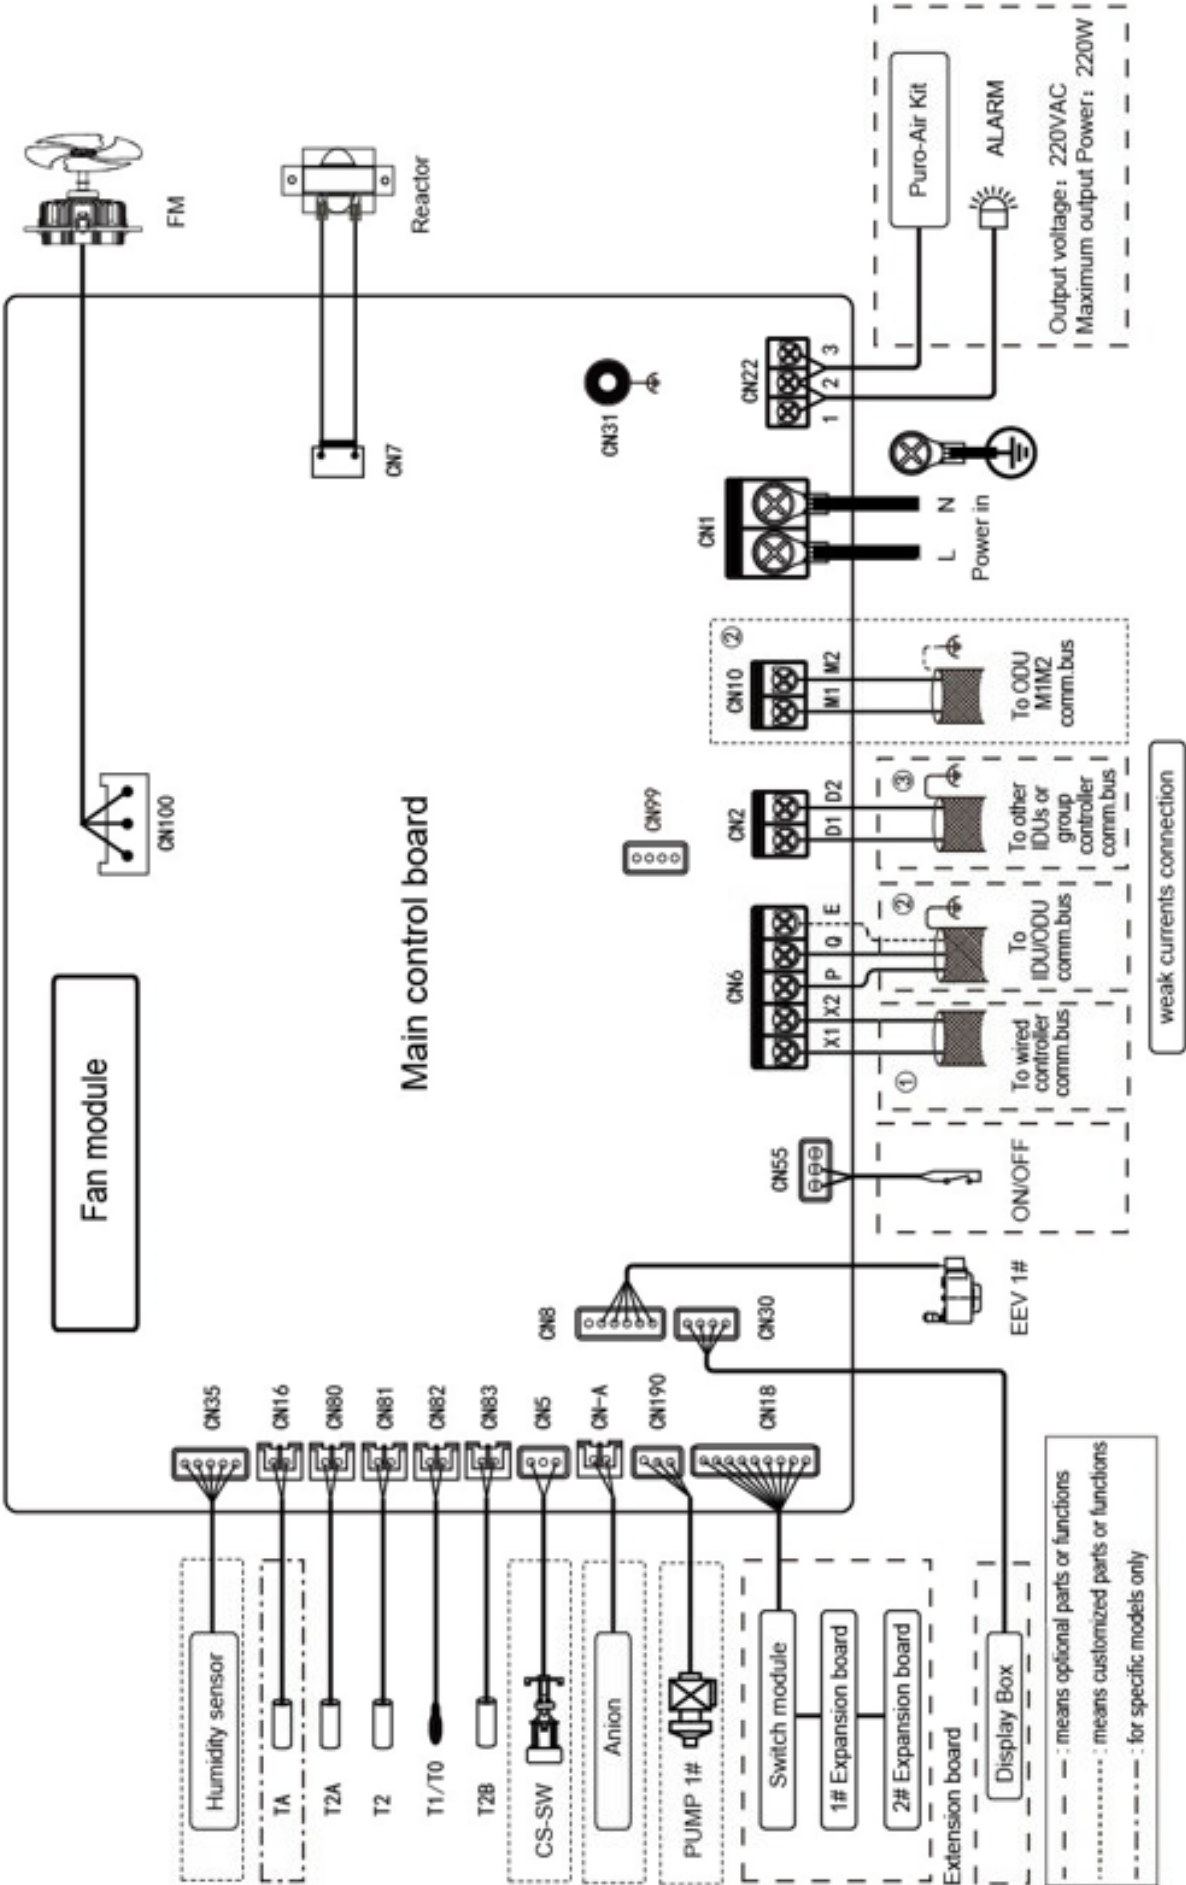 Humidity sensor
TA
T2A
T2
T1/T0
T2B
CS-SW
Anion
PUMP 1#
Switch module
1# Expansion board
2# Expansion board
Extension board
Display Box
CN35
CN16
CN80
CN81
CN82
CN83
CN5
CN-A
CN190
CN18
Fan module
Main control board
CN100
FM
CN7
Reactor
CN31
CN99
CN8
CN30
EEV 1#
CN55
ON/OFF
CN6
X1 X2 P Q E
①
To wired
controller
comm.bus
②
To
IDU/ODU
comm.bus
CN2
D1 D2
③
To other
IDUs or
group
controller
comm.bus
CN10
②
M1 M2
To ODU
M1M2
comm.bus
CN1
L N
Power in
CN22
1 2 3
Puro-Air Kit
ALARM
Output voltage: 220VAC
Maximum output Power: 220W
weak currents connection
: means optional parts or functions
: means customized parts or functions
: for specific models only